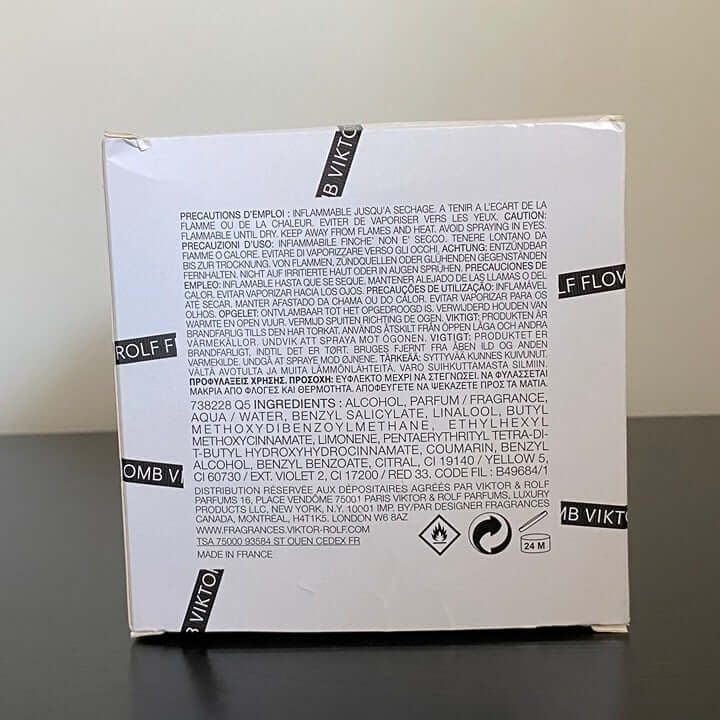 MB VIKTO
PRECAUTIONS D'EMPLOI : INFLAMMABLE JUSQU'A SECHAGE. A TENIR A L'ECART DE LA
FLAMME OU DE LA CHALEUR. EVITER DE VAPORISER VERS LES YEUX. CAUTION:
FLAMMABLE UNTIL DRY. KEEP AWAY FROM FLAMES AND HEAT. AVOID SPRAYING IN EYES.
PRECAUZIONI D'USO: INFIAMMABILE FINCHE' NON E' SECCO. TENERE LONTANO DA
FIAMME O CALORE. EVITARE DI VAPORIZZARE VERSO GLI OCCHI. ACHTUNG: ENTZÜNDBAR
BIS ZUR TROCKNUNG. VON FLAMMEN, ZÜNDQUELLEN ODER GLÜHENDEN GEGENSTÄNDEN
FERNHALTEN. NICHT AUF IRRITIERTE HAUT ODER IN AUGEN SPRÜHEN. PRECAUCIONES DE
EMPLEO: INFLAMABLE HASTA QUE SE SEQUE. MANTENER ALEJADO DE LAS LLAMAS O DEL
CALOR. EVITAR VAPORIZAR HACIA LOS OJOS. PRECAUÇÕES DE UTILIZAÇÃO: INFLAMÁVEL
ATÉ SECAR. MANTER AFASTADO DA CHAMA OU DO CALOR. EVITAR VAPORIZAR PARA OS
OLHOS. OPGELET: ONTVLAMBAAR TOT HET OPGEDROOGD IS. VERWIJDERD HOUDEN VAN
WARMTE EN OPEN VUUR. VERMIJD SPUITEN RICHTING DE OGEN. VIKTIGT: PRODUKTEN ÄR
BRANDFARLIG TILLS DEN HAR TORKAT. ANVÄNDS ÅTSKILT FRÅN ÖPPEN LÅGA OCH ANDRA
VÄRMEKÄLLOR. UNDVIK ATT SPRAYA MOT ÖGONEN. VIGTIGT: PRODUKTET ER
BRANDFARLIGT, INDTIL DET ER TØRT. BRUGES FJERNT FRA ÅBEN ILD OG ANDEN
VARMEKILDE. UNDGÅ AT SPRAYE MOD ØJNENE. TÄRKEÄÄ: SYTTYVÄÄ KUNNES KUIVUNUT.
VÄLTÄ AVOTULTA JA MUITA LÄMMÖNLÄHTEITÄ. VARO SUIHKUTTAMASTA SILMIIN.
ΠΡΟΦΥΛΑΞΕΙΣ ΧΡΗΣΗΣ. ΠΡΟΣΟΧΗ: ΕΥΦΛΕΚΤΟ ΜΕΧΡΙ ΝΑ ΣΤΕΓΝΩΣΕΙ. ΝΑ ΦΥΛΑΣΣΕΤΑΙ
ΜΑΚΡΙΑ ΑΠΟ ΦΛΟΓΕΣ ΚΑΙ ΘΕΡΜΟΤΗΤΑ. ΑΠΟΦΕΥΓΕΤΕ ΝΑ ΨΕΚΑΖΕΤΕ ΠΡΟΣ ΤΑ ΜΑΤΙΑ.
LF FLOW
ROLF F
738228 Q5 INGREDIENTS : ALCOHOL, PARFUM / FRAGRANCE,
AQUA / WATER, BENZYL SALICYLATE, LINALOOL, BUTYL
METHOXYDIBENZOYLMETHANE, ETHYLHEXYL
METHOXYCINNAMATE, LIMONENE, PENTAERYTHRITYL TETRA-DI-
T-BUTYL HYDROXYHYDROCINNAMATE, COUMARIN, BENZYL
ALCOHOL, BENZYL BENZOATE, CITRAL, CI 19140 / YELLOW 5,
CI 60730 / EXT. VIOLET 2, CI 17200 / RED 33. CODE FIL : B49684/1
OMB VI
DISTRIBUTION RÉSERVÉE AUX DÉPOSITAIRES AGRÉÉS PAR VIKTOR & ROLF
PARFUMS 16, PLACE VENDÔME 75001 PARIS VIKTOR & ROLF PARFUMS, LUXURY
PRODUCTS LLC, NEW YORK, N.Y. 10001 IMP. BY/PAR DESIGNER FRAGRANCES
CANADA, MONTRÉAL, H4T1K5. LONDON W6 8AZ
WWW.FRAGRANCES.VIKTOR-ROLF.COM
TSA 75000 93584 ST OUEN CEDEX FR
MADE IN FRANCE
24 M
MB VIKTO
B VIKTOR